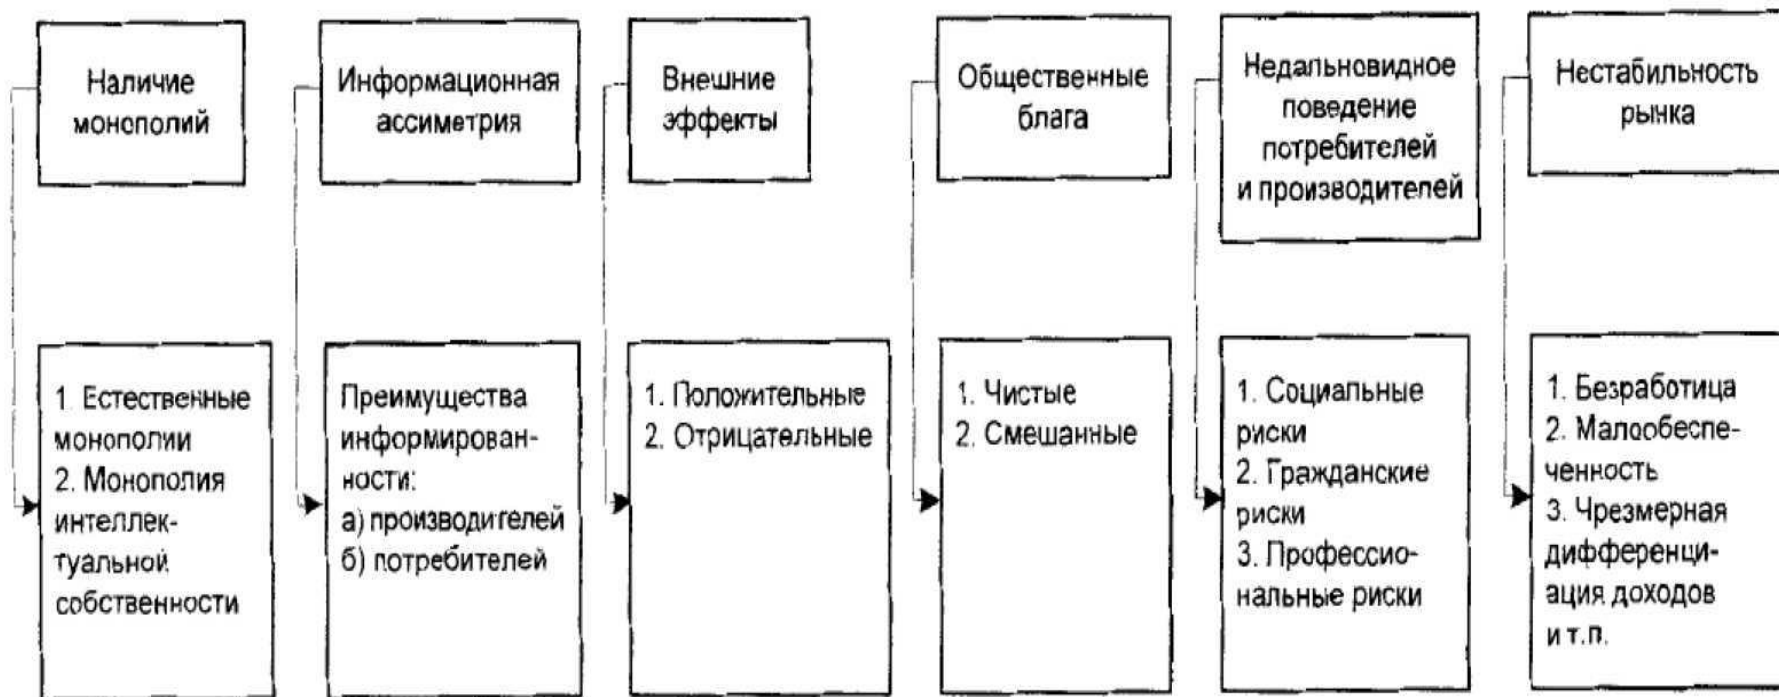 Наличие
монополий
Информационная
ассиметрия
Внешние
эффекты
Общественные
блага
Недальновидное
поведение
потребителей
и производителей
Нестабильность
рынка
1. Естественные
монополии
2. Монополия
интеллек-
туальной
собственности
Преимущества
информирован-
ности:
а) производителей
б) потребителей
1. Положительные
2. Отрицательные
1. Чистые
2. Смешанные
1. Социальные
риски
2. Гражданские
риски
3. Профессио-
нальные риски
1. Безработица
2. Малообеспе-
ченность
3. Чрезмерная
дифференци-
ация доходов
и т.п.